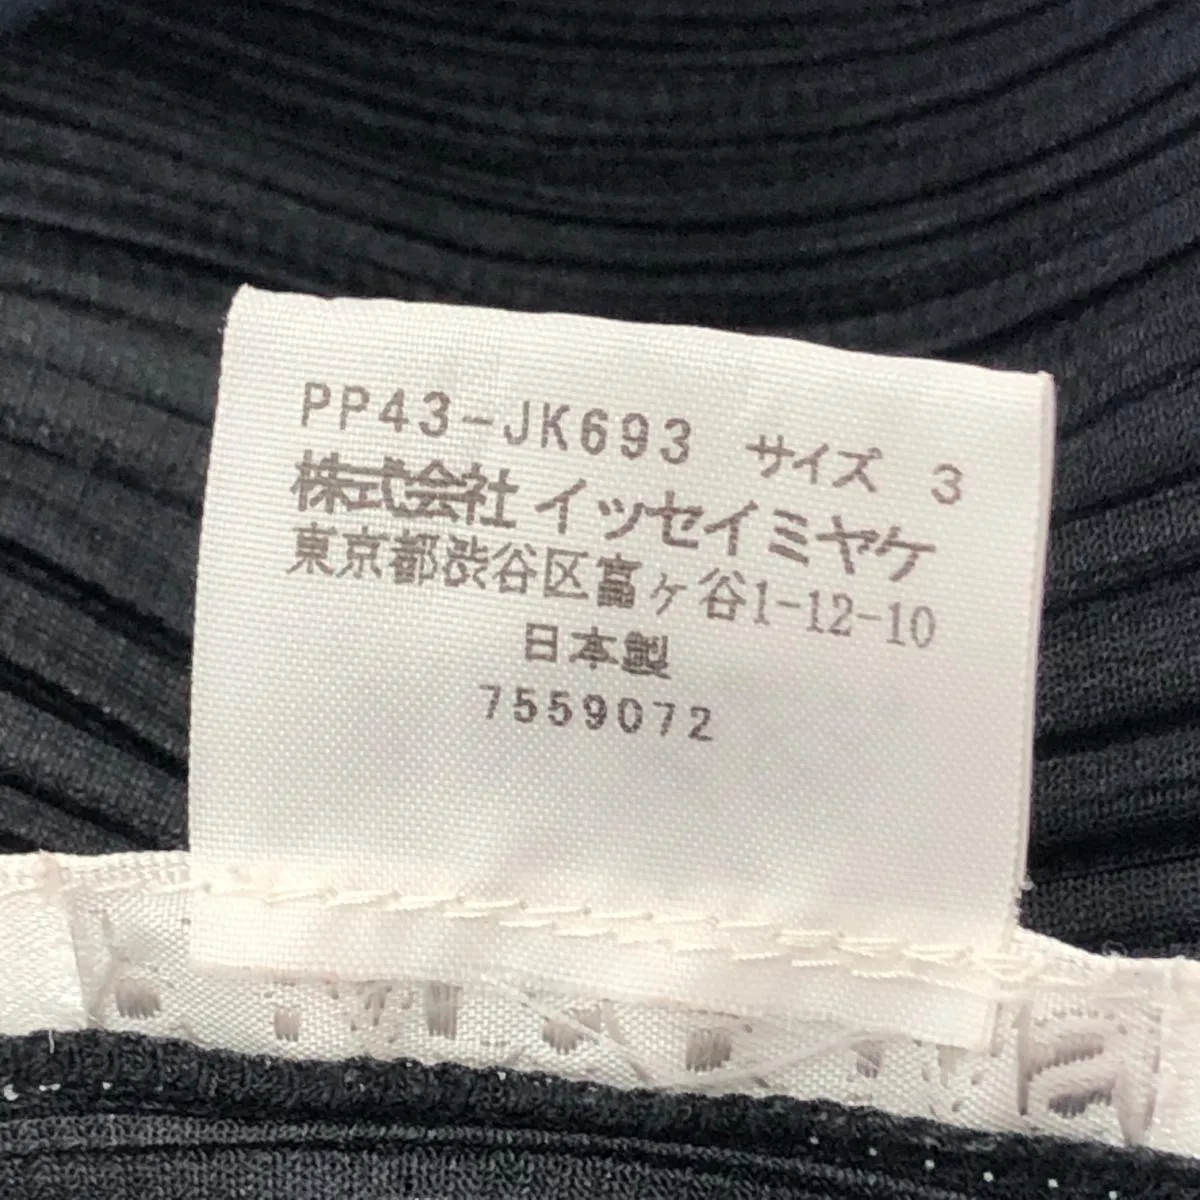 PP43-JK693 サイズ 3
株式会社 イッセイミヤケ
東京都渋谷区富ヶ谷1-12-10
日本製
7559072